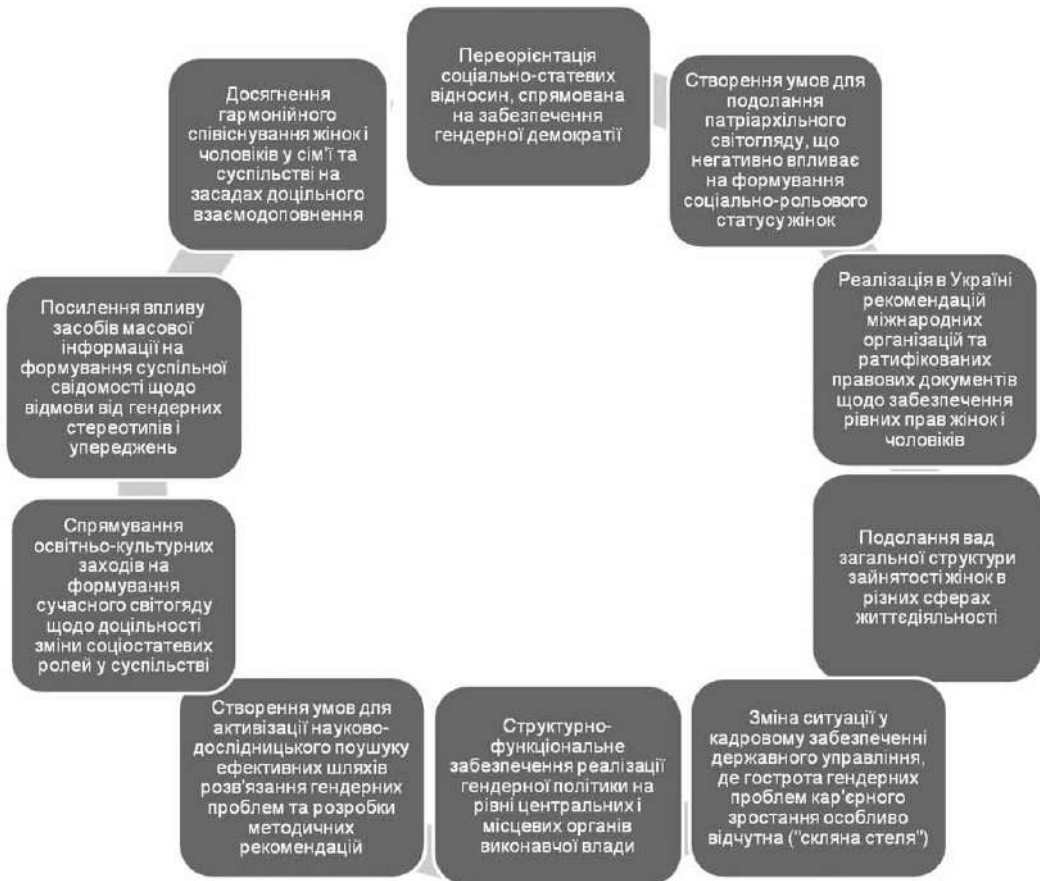 Переорієнтація
соціально-статевих
відносин, спрямована
на забезпечення
гендерної демократії
Створення умов для
подолання
патріархільного
світогляду, що
негативно впливає
на формування
соціально-рольового
статусу жінок
Реалізація в Україні
рекомендацій
міжнародних
організацій та
ратифікованих
правових документів
щодо забезпечення
рівних прав жінок і
чоловіків
Подолання вад
загальної структури
зайнятості жінок в
різних сферах
життєдіяльності
Зміна ситуації у
кадровому забезпеченні
державного управління,
де гострота гендерних
проблем кар'єрного
зростання особливо
відчутна ("скляна стеля")
Структурно-
функціональне
забезпечення реалізації
гендерної політики на
рівні центральних і
місцевих органів
виконавчої влади
Створення умов для
активізації науково-
дослідницького поушуку
ефективних шляхів
розв'язання гендерних
проблем та розробки
методичних
рекомендацій
Спрямування
освітньо-культурних
заходів на
формування
сучасного світогяду
щодо доцільності
зміни соціостатевих
ролей у суспільстві
Посилення впливу
засобів масової
інформації на
формування суспільної
свідомості щодо
відмови від гендерних
стереотипів і
упереджень
Досягнення
гармонійного
співіснування жінок і
чоловіків у сім'ї та
суспільстві на
засадах доцільного
взаємодоповнення